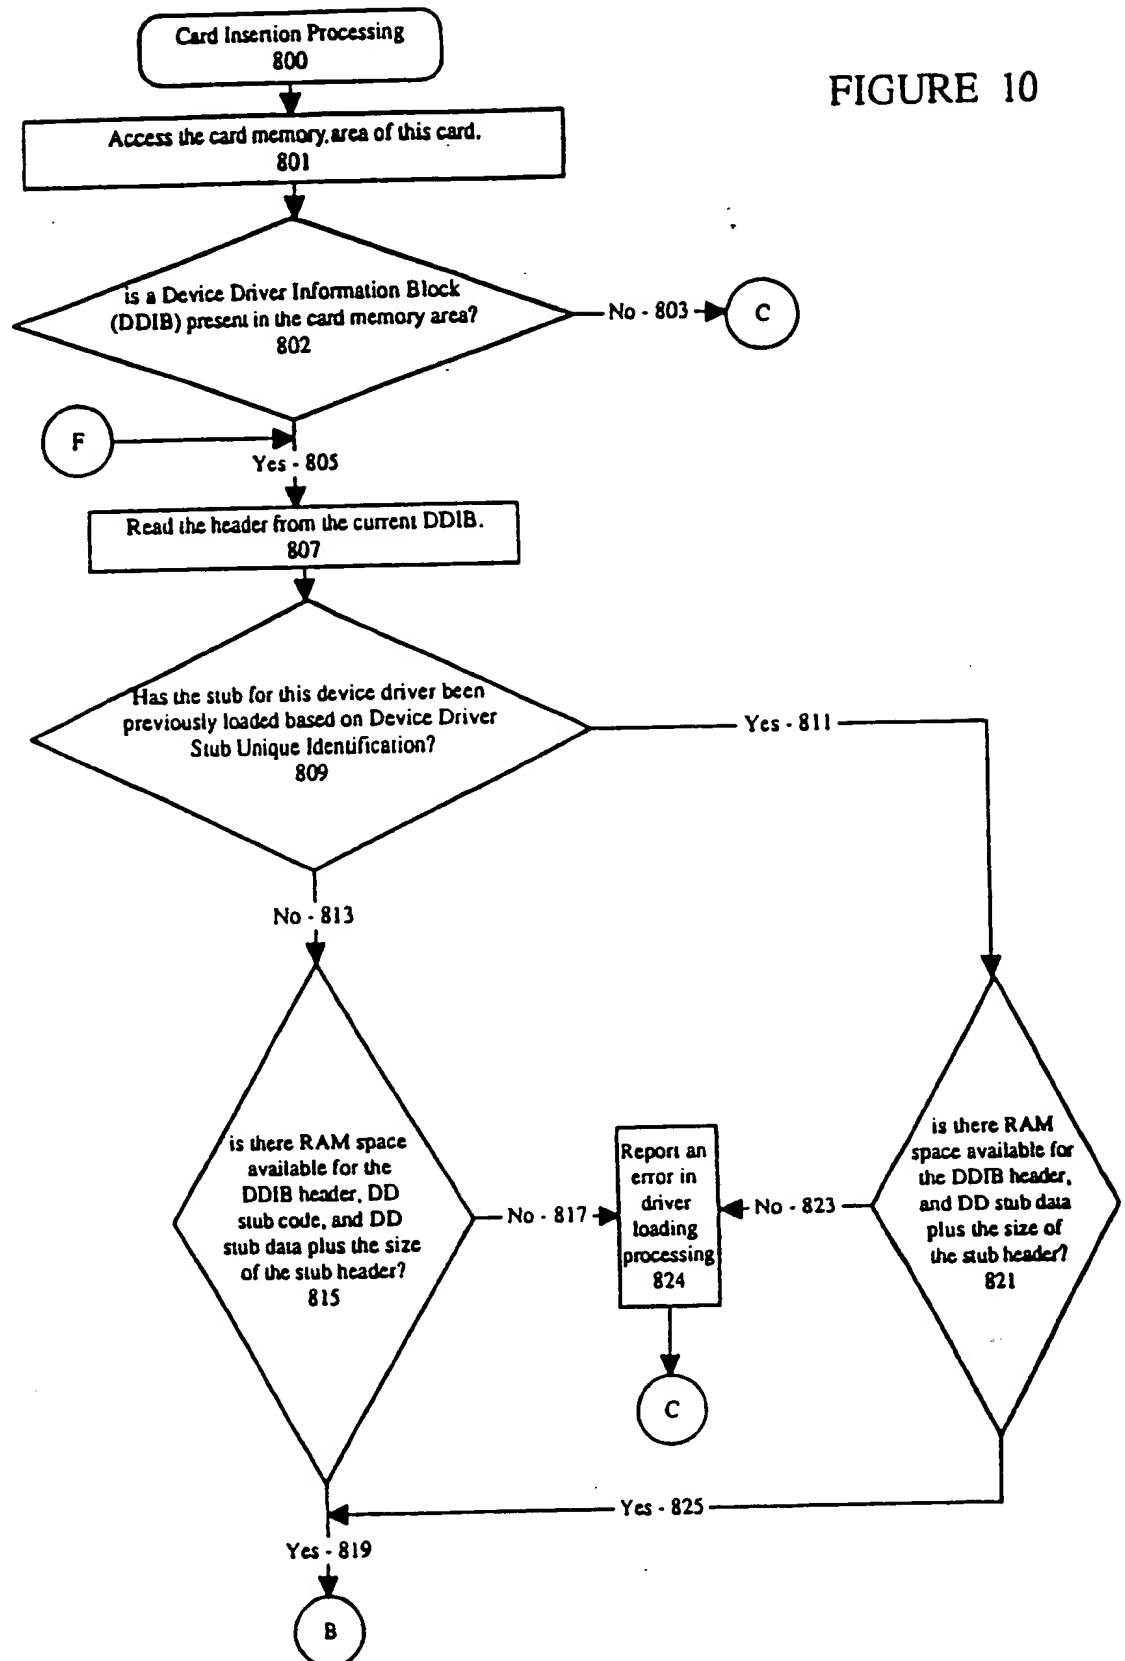 Card Insertion Processing
800
FIGURE 10
Access the card memory area of this card.
801
is a Device Driver Information Block
(DDIB) present in the card memory area?
802
No - 803
C
F
Yes - 805
Read the header from the current DDIB.
807
Has the stub for this device driver been
previously loaded based on Device Driver
Stub Unique Identification?
809
Yes - 811
No - 813
is there RAM space
available for the
DDIB header, DD
stub code, and DD
stub data plus the size
of the stub header?
815
No - 817
Report an
error in
driver
loading
processing
824
No - 823
is there RAM
space available for
the DDIB header,
and DD stub data
plus the size of
the stub header?
821
C
Yes - 825
Yes - 819
B